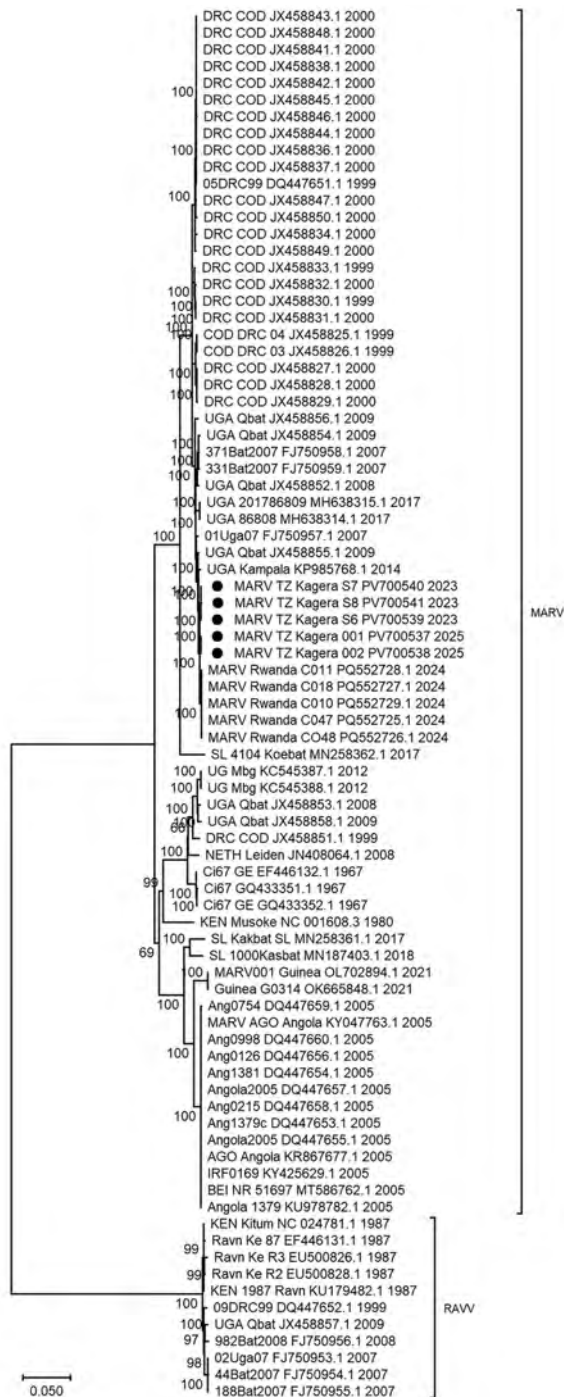 DRC COD JX458843.1 2000
DRC COD JX458848.1 2000
DRC COD JX458841.1 2000
DRC COD JX458838.1 2000
DRC COD JX458842.1 2000
100 DRC COD JX458845.1 2000
DRC COD JX458846.1 2000
DRC COD JX458844.1 2000
100 DRC COD JX458836.1 2000
DRC COD JX458837.1 2000
05DRC99 DQ447651.1 1999
100 DRC COD JX458847.1 2000
DRC COD JX458850.1 2000
DRC COD JX458834.1 2000
DRC COD JX458849.1 2000
DRC COD JX458833.1 1999
DRC COD JX458832.1 2000
100 DRC COD JX458830.1 1999
100
100 DRC COD JX458831.1 2000
100 COD DRC 04 JX458825.1 1999
COD DRC 03 JX458826.1 1999
100 DRC COD JX458827.1 2000
DRC COD JX458828.1 2000
100 DRC COD JX458829.1 2000
UGA Qbat JX458856.1 2009
100 UGA Qbat JX458854.1 2009
371Bat2007 FJ750958.1 2007
100 331Bat2007 FJ750959.1 2007
100 UGA Qbat JX458852.1 2008
100 UGA 201786809 MH638315.1 2017
100 UGA 86808 MH638314.1 2017
100 01Uga07 FJ750957.1 2007
UGA Qbat JX458855.1 2009
100 UGA Kampala KP985768.1 2014
100 MARV TZ Kagera S7 PV700540 2023
100 MARV TZ Kagera S8 PV700541 2023
100 MARV TZ Kagera S6 PV700539 2023
MARV
100 MARV TZ Kagera 001 PV700537 2025
100 MARV TZ Kagera 002 PV700538 2025
100 MARV Rwanda C011 PQ552728.1 2024
MARV Rwanda C018 PQ552727.1 2024
MARV Rwanda C010 PQ552729.1 2024
100 MARV Rwanda C047 PQ552725.1 2024
MARV Rwanda CO48 PQ552726.1 2024
SL 4104 Koebat MN258362.1 2017
100 UG Mbg KC545387.1 2012
UG Mbg KC545388.1 2012
100 UGA Qbat JX458853.1 2008
100 UGA Qbat JX458858.1 2009
66 DRC COD JX458851.1 1999
100 NETH Leiden JN408064.1 2008
Ci67 GE EF446132.1 1967
99 100 Ci67 GQ433351.1 1967
100 Ci67 GE GQ433352.1 1967
KEN Musoke NC 001608.3 1980
100 SL Kakbat SL MN258361.1 2017
69 SL 1000Kasbat MN187403.1 2018
100 MARV001 Guinea OL702894.1 2021
Guinea G0314 OK665848.1 2021
100 Ang0754 DQ447659.1 2005
MARV AGO Angola KY047763.1 2005
Ang0998 DQ447660.1 2005
100 Ang0126 DQ447656.1 2005
Ang1381 DQ447654.1 2005
Angola2005 DQ447657.1 2005
Ang0215 DQ447658.1 2005
100 Ang1379c DQ447653.1 2005
Angola2005 DQ447655.1 2005
AGO Angola KR867677.1 2005
IRF0169 KY425629.1 2005
BEI NR 51697 MT586762.1 2005
Angola 1379 KU978782.1 2005
KEN Kitum NC 024781.1 1987
99 Ravn Ke 87 EF446131.1 1987
Ravn Ke R3 EU500826.1 1987
99 Ravn Ke R2 EU500828.1 1987
KEN 1987 Ravn KU179482.1 1987
RAVV
100 09DRC99 DQ447652.1 1999
100 UGA Qbat JX458857.1 2009
97 982Bat2008 FJ750956.1 2008
02Uga07 FJ750953.1 2007
98 44Bat2007 FJ750954.1 2007
100 188Bat2007 FJ750955.1 2007
0.050